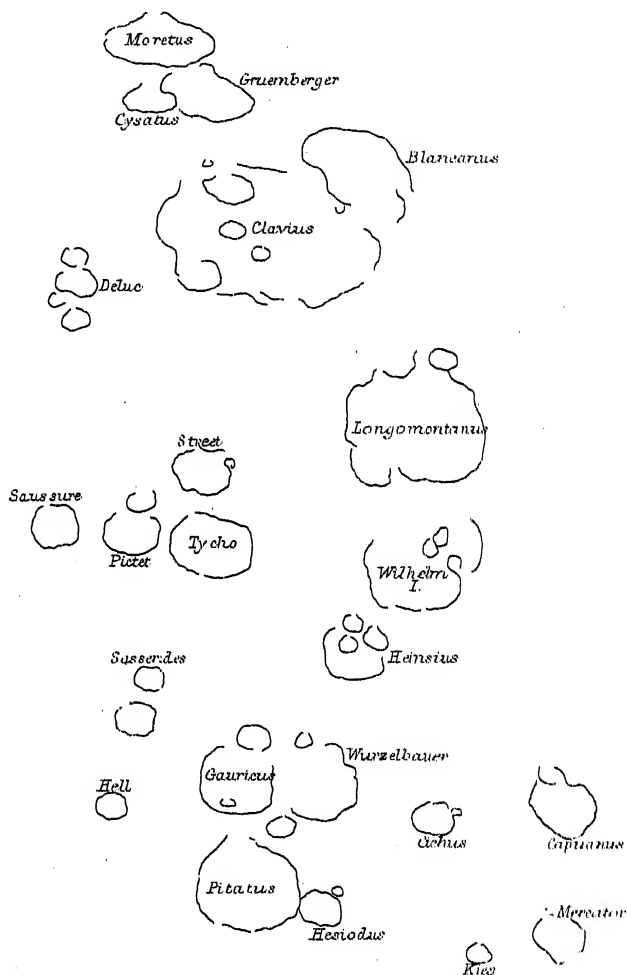 Moretus
Gruemberger
Cysatus
Blancanus
Clavius
Deluc
Longomontanus
Street
Saussure
Tycho
Pictet
Wilhelm
I.
Heinsius
Sasserides
Wurzelbauer
Gauricus
Hell
Cichus
Capuanus
Pitatus
Mercator
Hesiodus
Kies